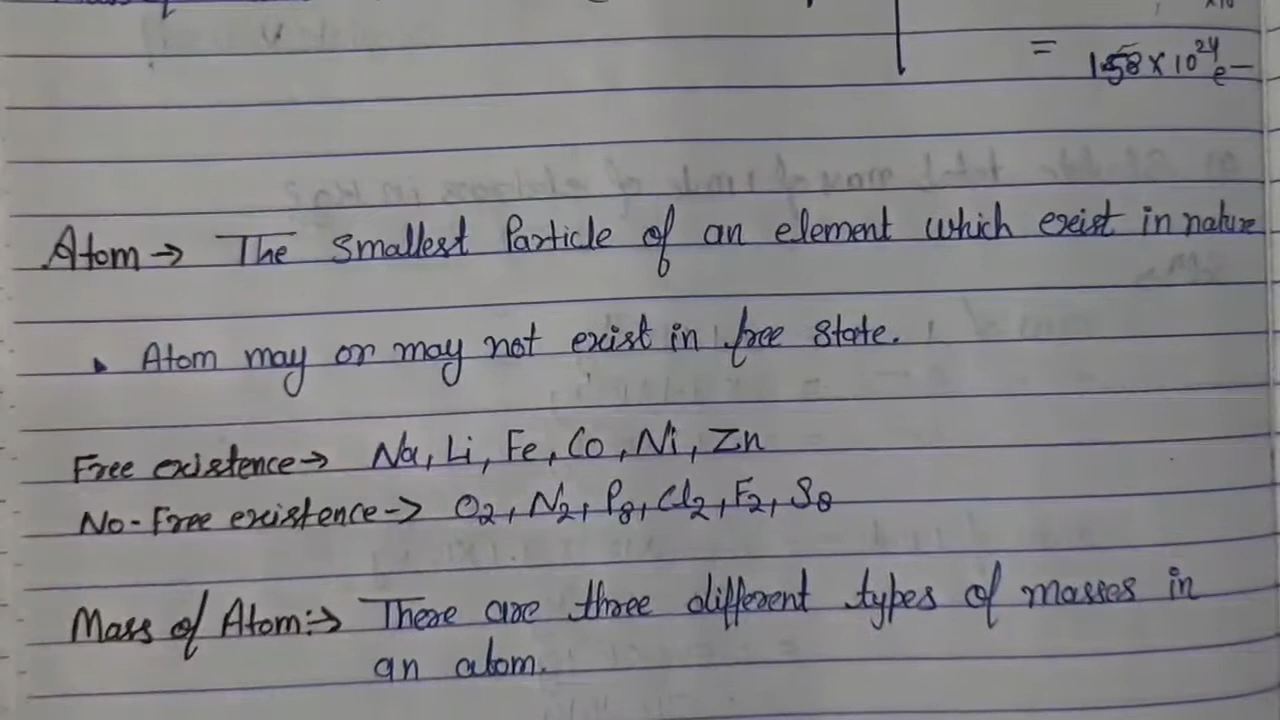 = 1.58 × 10²⁴ e⁻
Atom → The smallest Particle of an element which exist in nature
• Atom may or may not exist in free state.
Free existence → Na, Li, Fe, Co, Ni, Zn
No-Free existence → O₂, N₂, P₈, Cl₂, F₂, S₈
Mass of Atom:→ There are three different types of masses in
an atom.